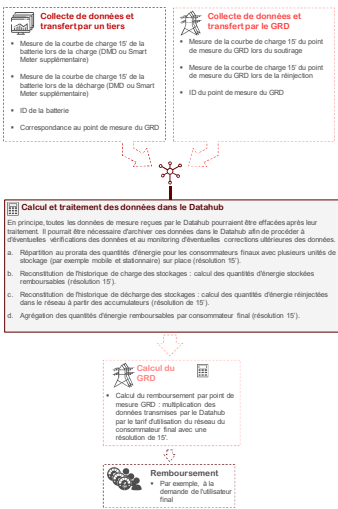 Collecte de données et
transfert par un tiers
• Mesure de la courbe de charge 15' de la
batterie lors de la charge (DMD ou Smart
Meter supplémentaire)
• Mesure de la courbe de charge 15' de la
batterie lors de la décharge (DMD ou Smart
Meter supplémentaire)
• ID de la batterie
• Correspondance au point de mesure du GRD
Collecte de données et
transfert par le GRD
• Mesure de la courbe de charge 15' du point
de mesure du GRD lors du soutirage
• Mesure de la courbe de charge 15' du point
de mesure du GRD lors de la réinjection
• ID du point de mesure du GRD
Calcul et traitement des données dans le Datahub
En principe, toutes les données de mesure reçues par le Datahub pourraient être effacées après leur
traitement. Il pourrait être nécessaire d'archiver ces données dans le Datahub afin de procéder à
d'éventuelles vérifications des données et au monitoring d'éventuelles corrections ultérieures des données.
a. Répartition au prorata des quantités d'énergie pour les consommateurs finaux avec plusieurs unités de
stockage (par exemple mobile et stationnaire) sur place (résolution 15').
b. Reconstitution de l'historique de charge des stockages : calcul des quantités d'énergie stockées
remboursables (résolution 15').
c. Reconstitution de l'historique de décharge des stockages : calcul des quantités d'énergie réinjectées
dans le réseau à partir des accumulateurs (résolution de 15').
d. Agrégation des quantités d'énergie remboursables par consommateur final (résolution 15').
Calcul du
GRD
• Calcul du remboursement par point de
mesure GRD : multiplication des
données transmises par le Datahub
par le tarif d'utilisation du réseau du
consommateur final avec une
résolution de 15'.
Remboursement
• Par exemple, à la
demande de l'utilisateur
final